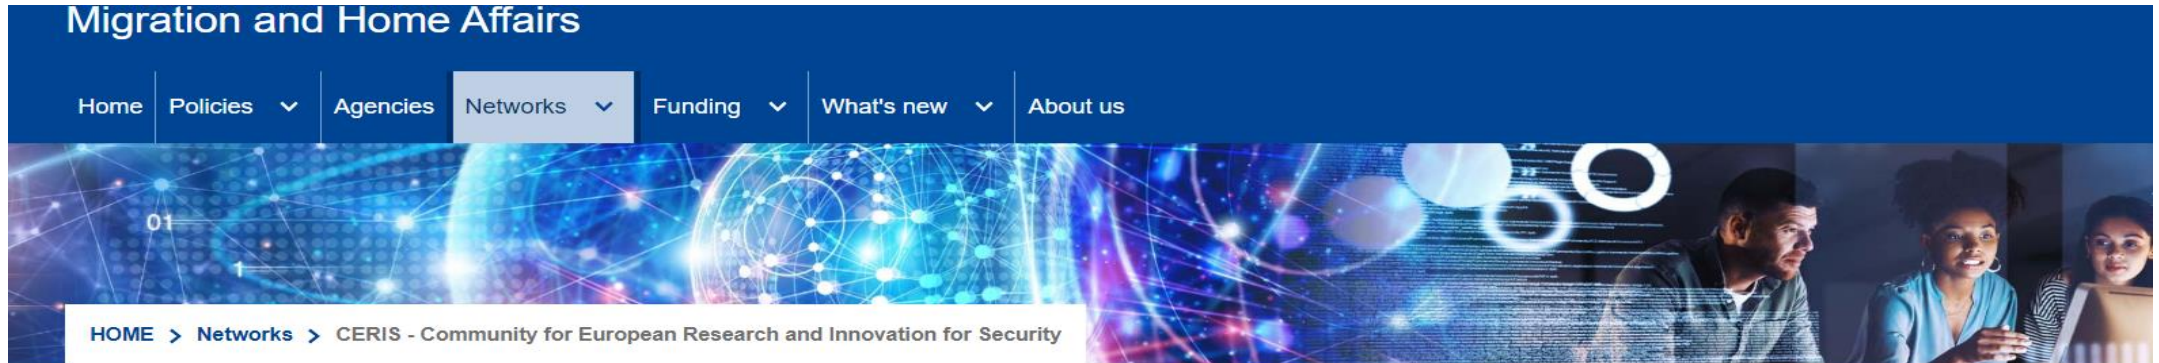 Migration and Home Affairs
Home Policies Agencies Networks Funding What's new About us
01
1
HOME > Networks > CERIS - Community for European Research and Innovation for Security